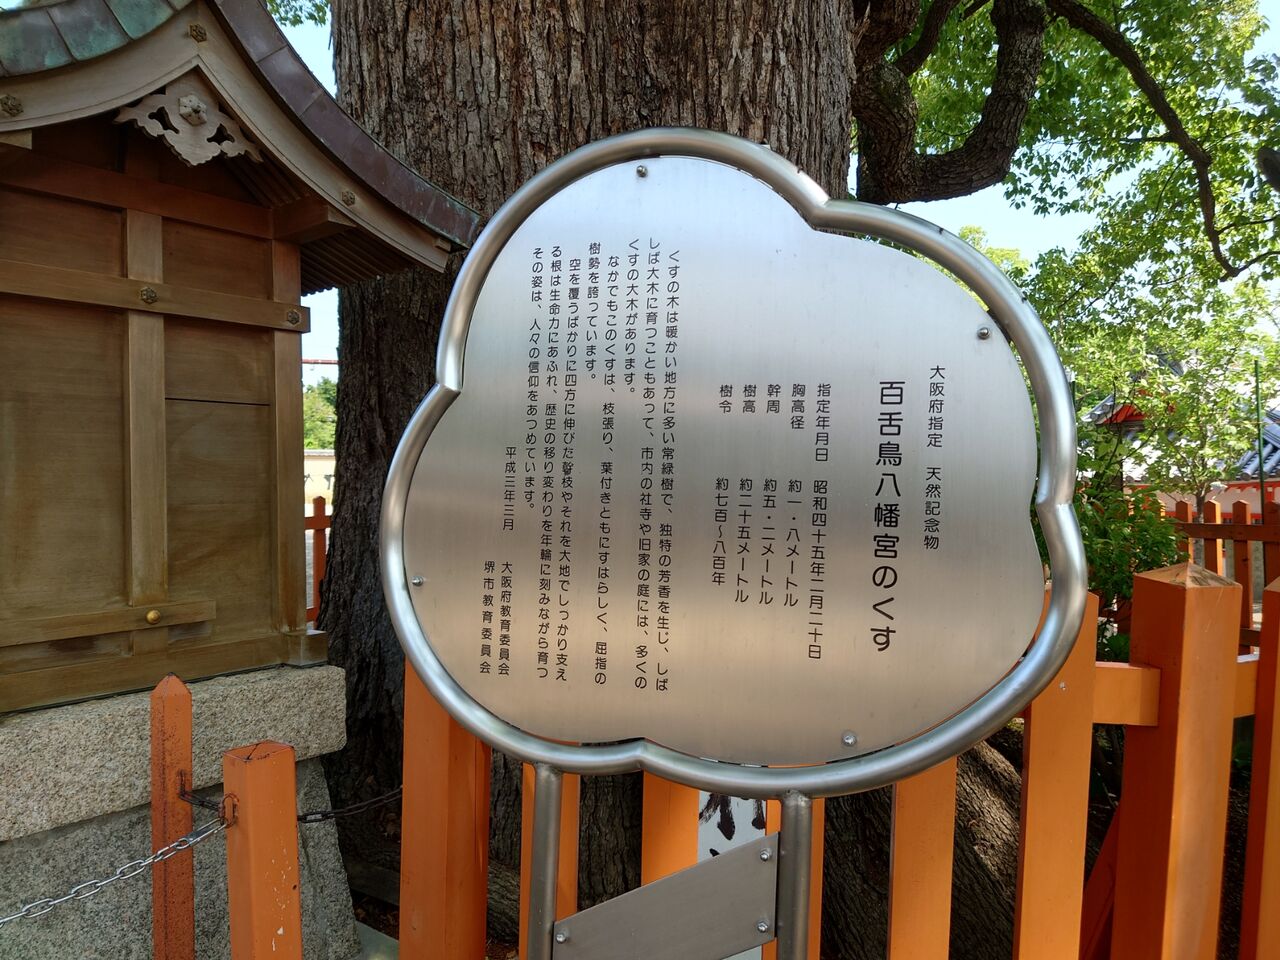 大阪府指定　天然記念物
百舌鳥八幡宮のくす
指定年月日　昭和四十五年二月二十日
胸高径　約一・八メートル
幹周　約五・二メートル
樹高　約二十五メートル
樹令　約七百～八百年
くすの木は暖かい地方に多い常緑樹で、独特の芳香を生じ、しば
しば大木に育つこともあって、市内の社寺や旧家の庭には、多くの
くすの大木があります。
なかでもこのくすは、枝張り、葉付きともにすはらしく、屈指の
樹勢を誇っています。
空を覆うばかりに四方に伸びた聲枝やそれを大地でしっかり支え
る根は生命力にあふれ、歴史の移り変わりを年輪に刻みながら育つ
その姿は、人々の信仰をあつめています。
平成三年三月
大阪府教育委員会
堺市教育委員会